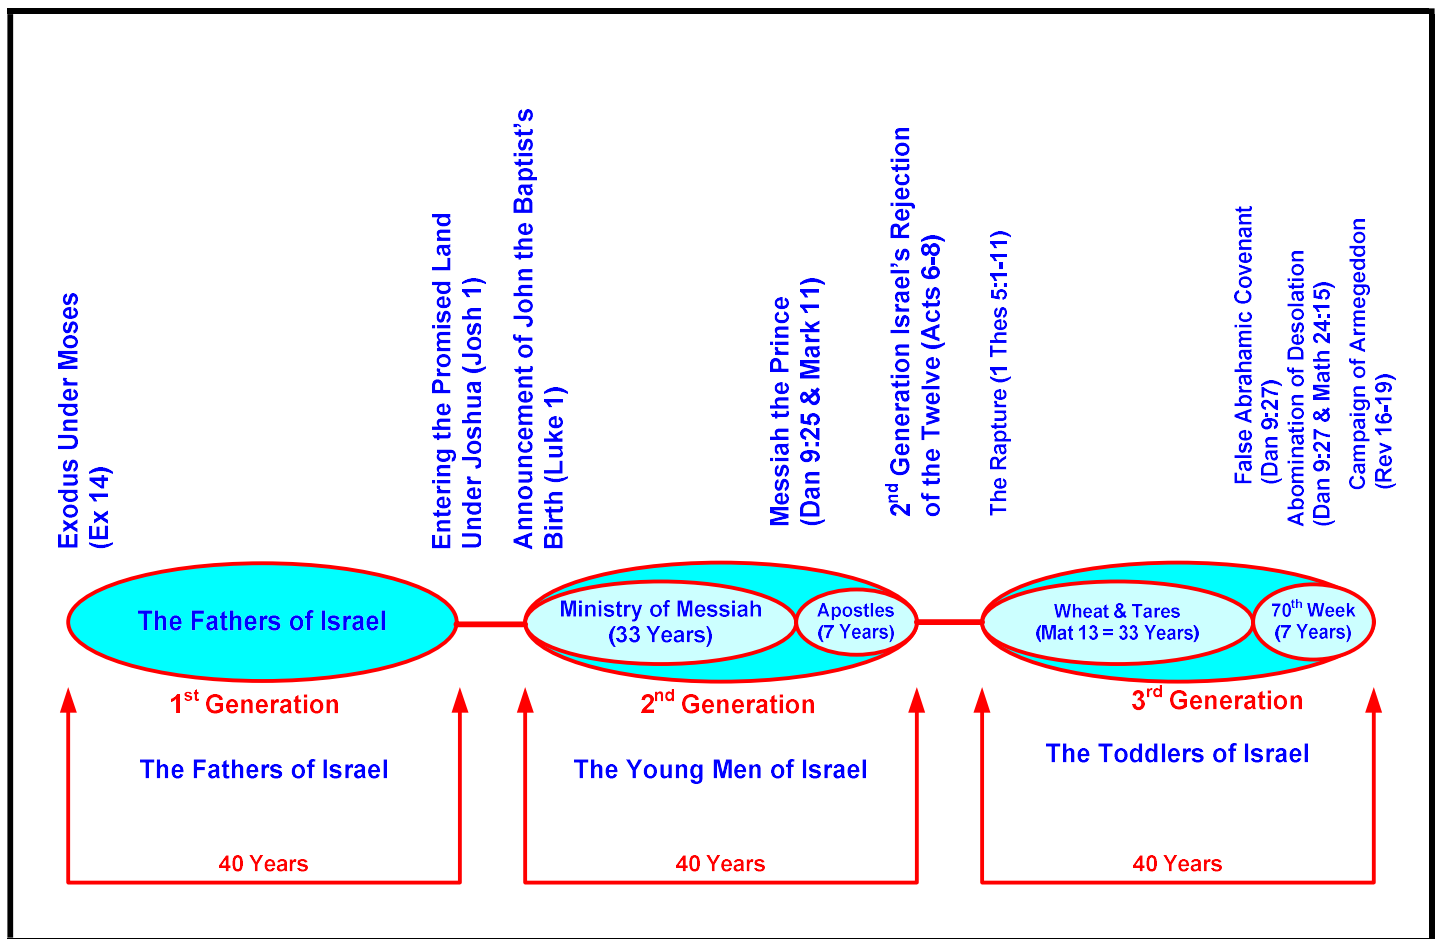 Exodus Under Moses
(Ex 14)
Entering the Promised Land
Under Joshua (Josh 1)
Announcement of John the Baptist's
Birth (Luke 1)
Messiah the Prince
(Dan 9:25 & Mark 11)
2nd Generation Israel's Rejection
of the Twelve (Acts 6-8)
The Rapture (1 Thes 5:1-11)
False Abrahamic Covenant
(Dan 9:27)
Abomination of Desolation
(Dan 9:27 & Math 24:15)
Campaign of Armegeddon
(Rev 16-19)
The Fathers of Israel
Ministry of Messiah
(33 Years)
Apostles
(7 Years)
Wheat & Tares
(Mat 13 = 33 Years)
70th Week
(7 Years)
1st Generation
2nd Generation
3rd Generation
The Fathers of Israel
The Young Men of Israel
The Toddlers of Israel
40 Years
40 Years
40 Years